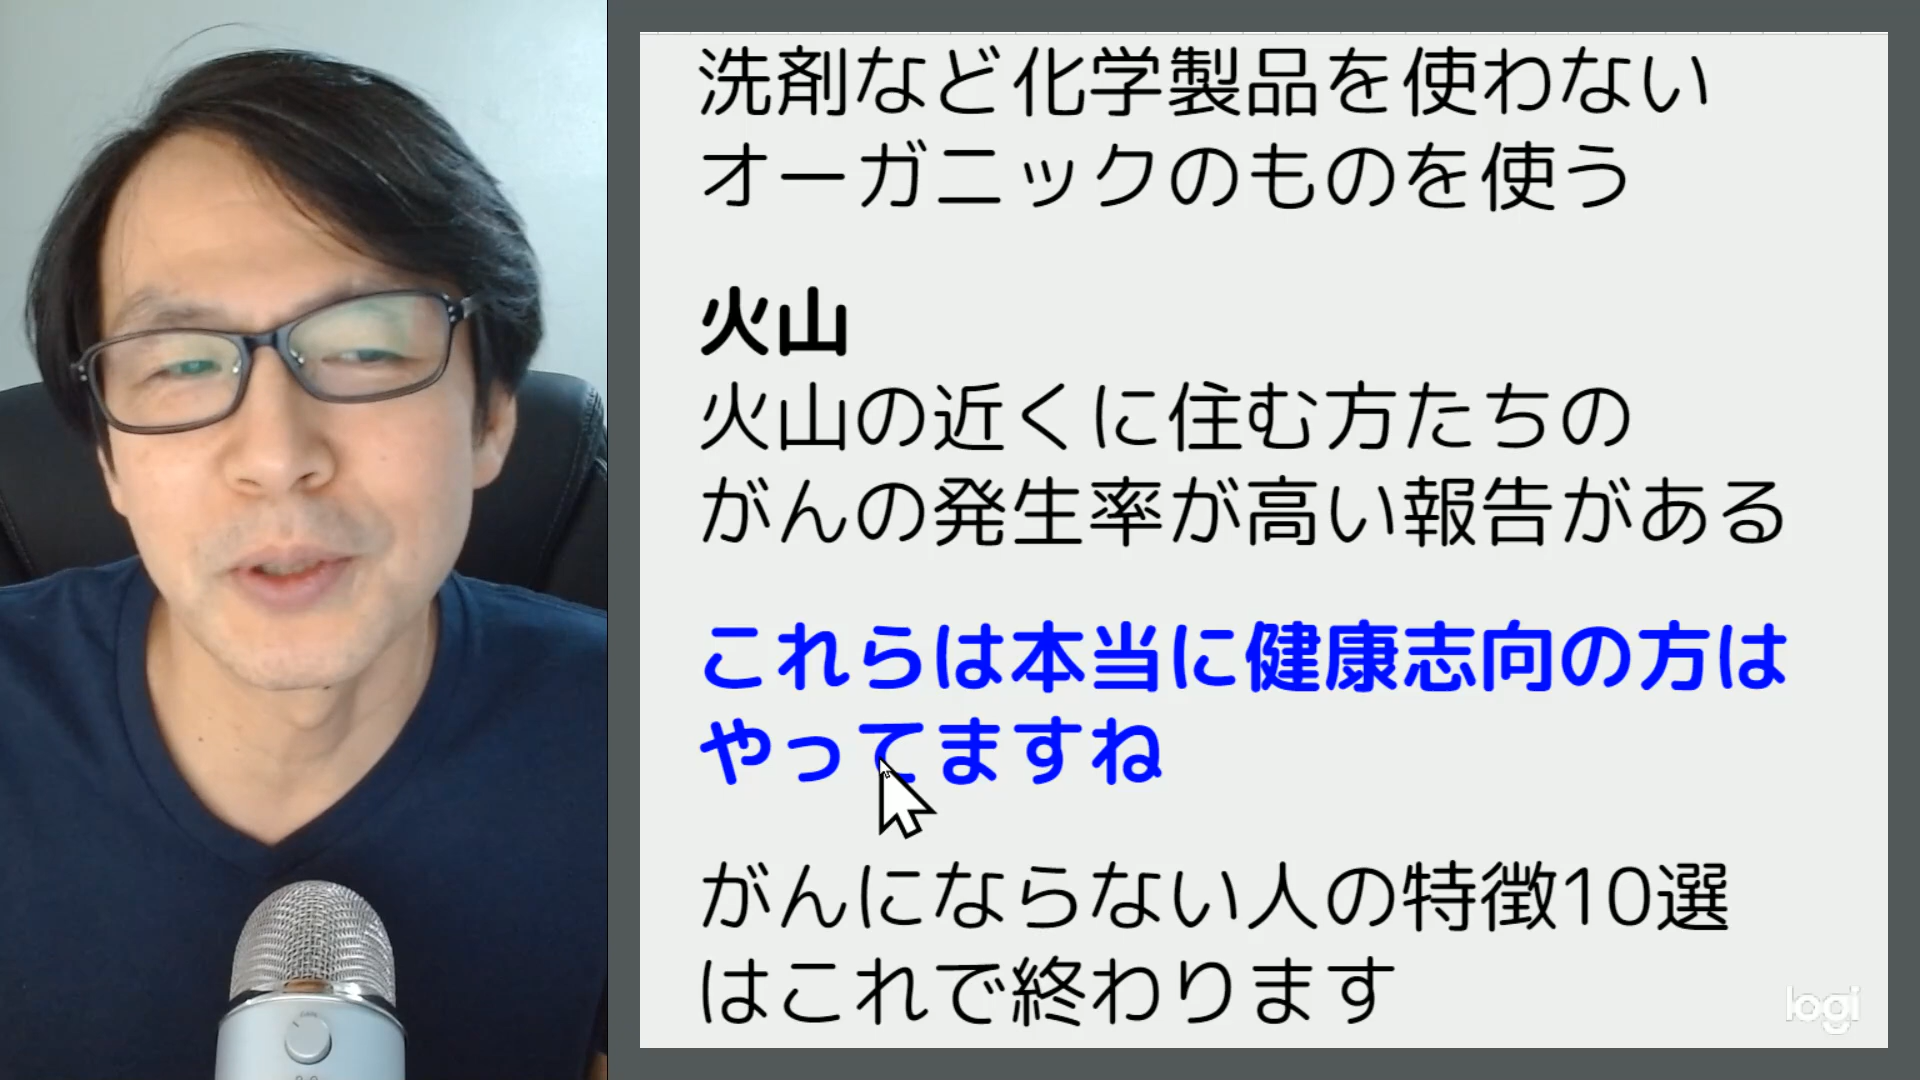 洗剤など化学製品を使わない
オーガニックのものを使う
火山
火山の近くに住む方たちの
がんの発生率が高い報告がある
これらは本当に健康志向の方は
やってますね
がんにならない人の特徴10選
はこれで終わります
logi